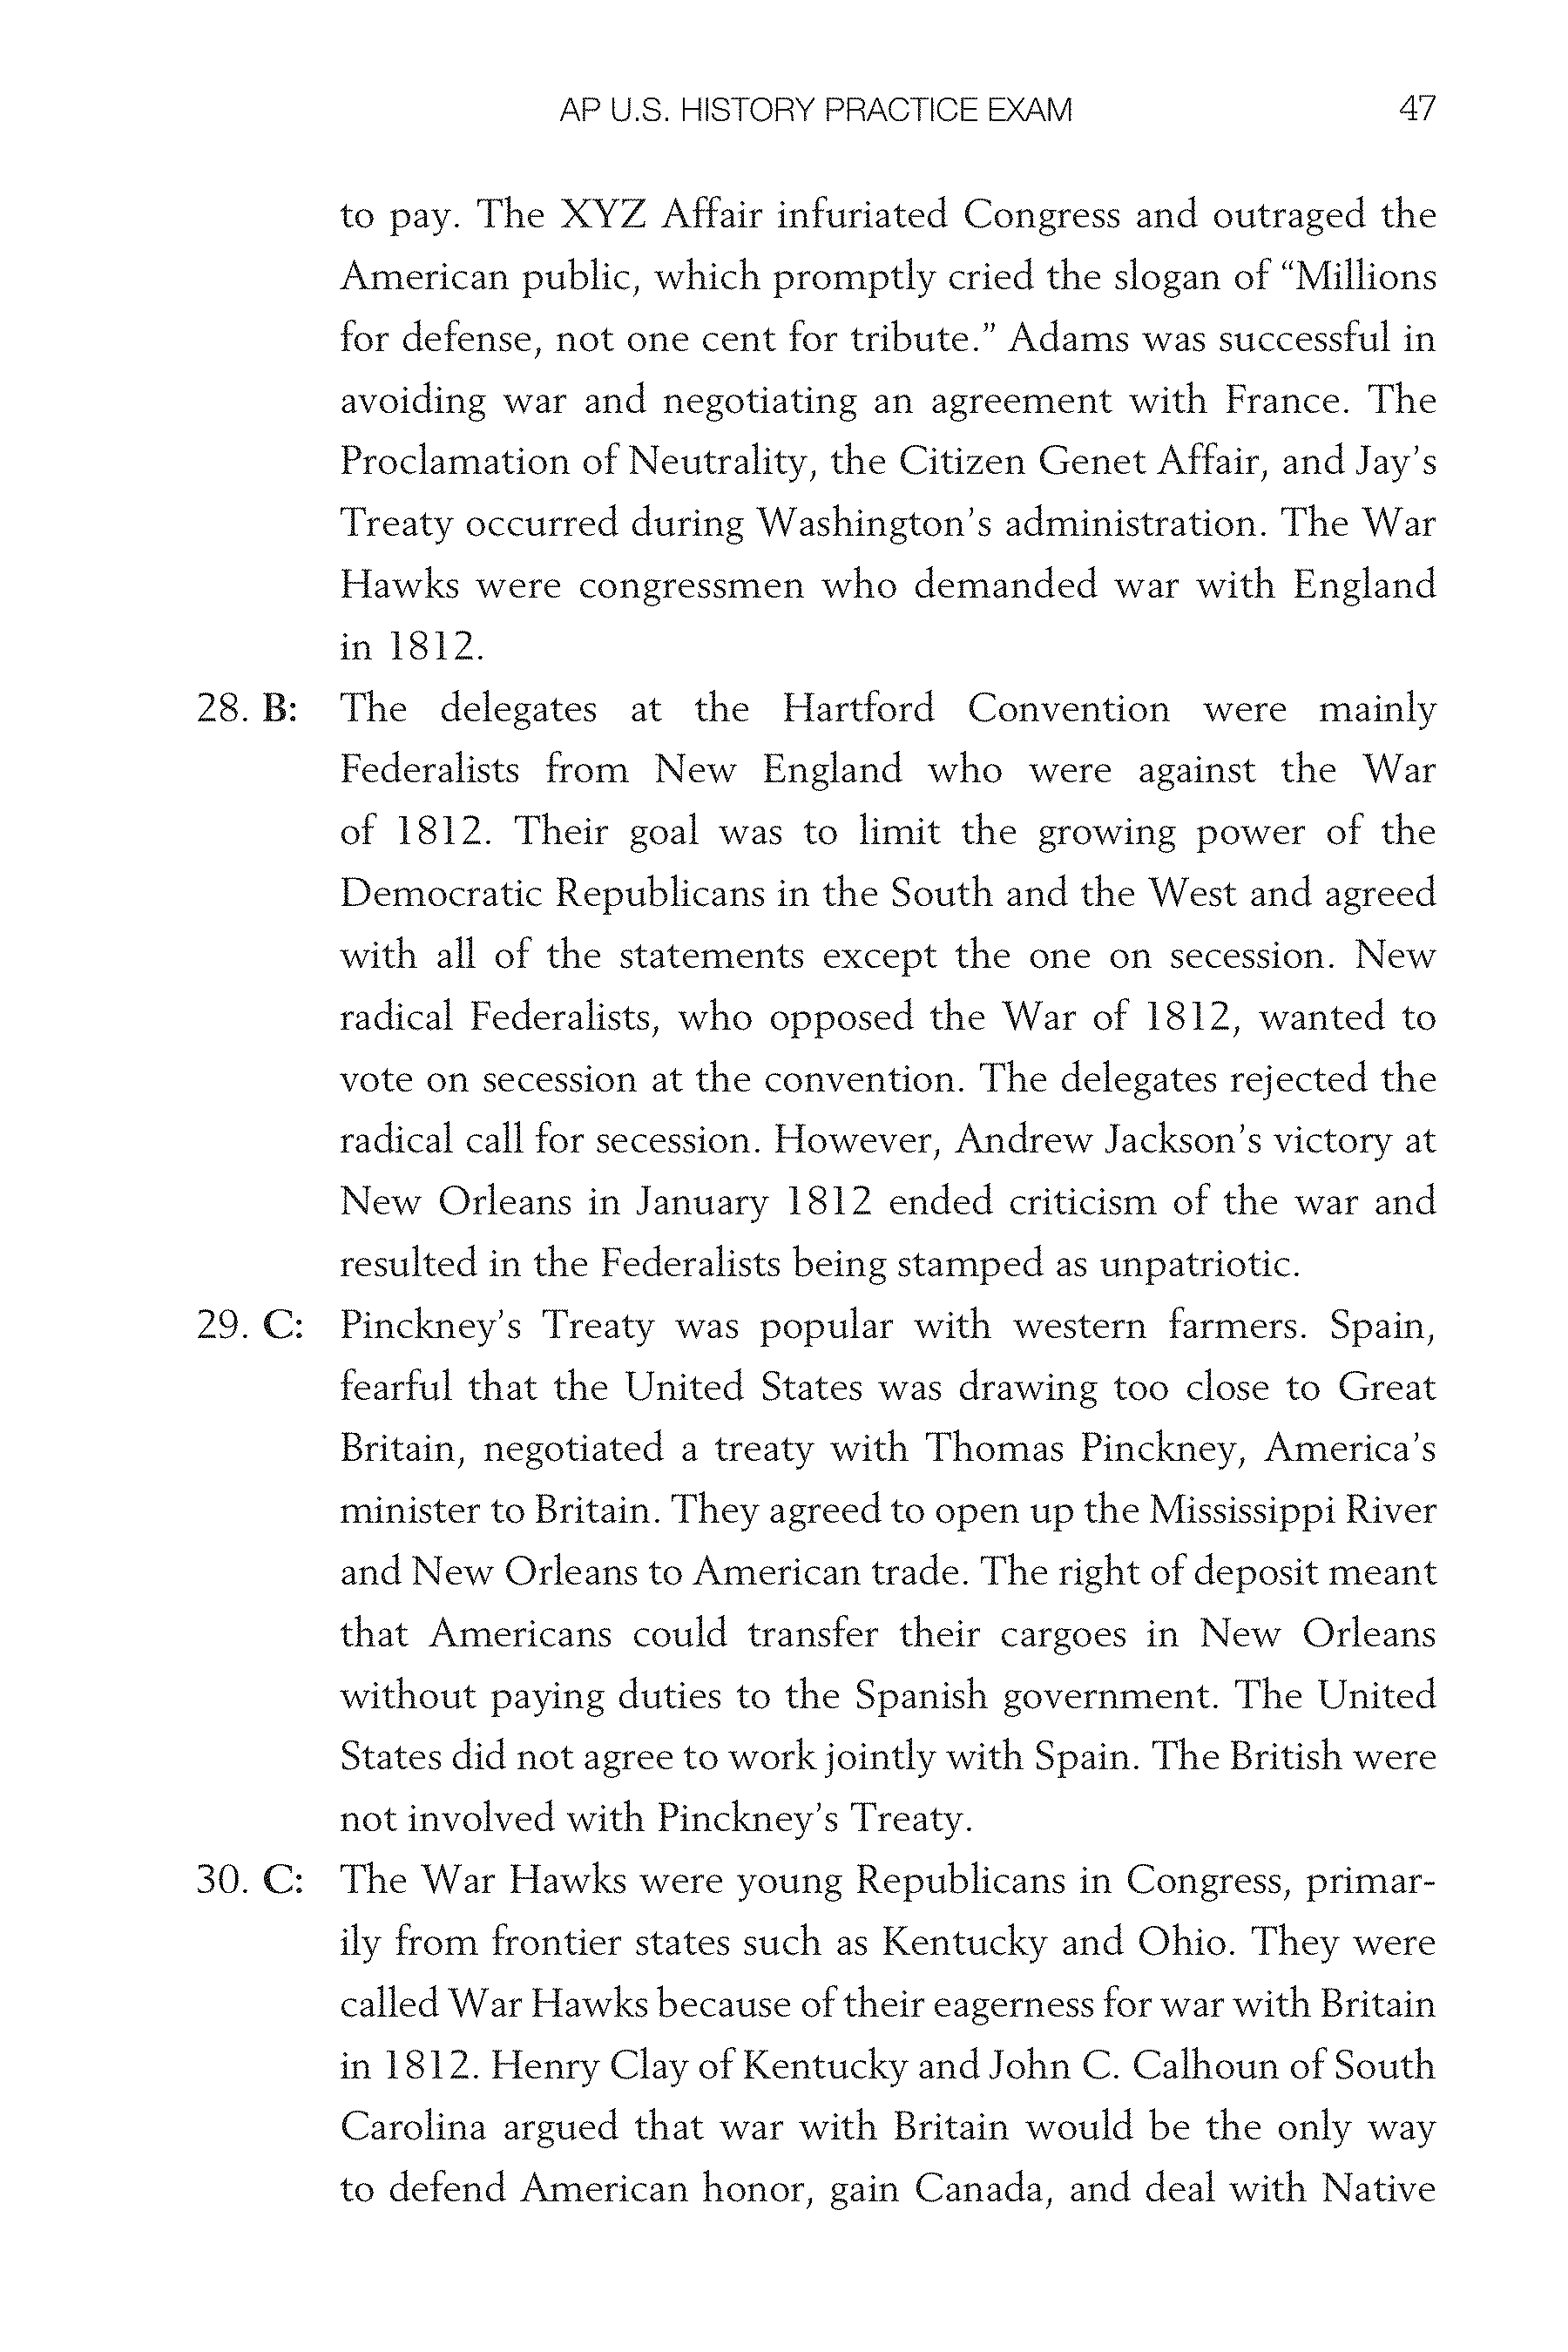 AP U.S. HISTORY PRACTICE EXAM 47
to pay. The XYZ Affair infuriated Congress and outraged the
American public, which promptly cried the slogan of “Millions
for defense, not one cent for tribute.” Adams was successful in
avoiding war and negotiating an agreement with France. The
Proclamation of Neutrality, the Citizen Genet Affair, and Jay’s
Treaty occurred during Washington’s administration. The War
Hawks were congressmen who demanded war with England
in 1812.
28. B: The delegates at the Hartford Convention were mainly
Federalists from New England who were against the War
of 1812. Their goal was to limit the growing power of the
Democratic Republicans in the South and the West and agreed
with all of the statements except the one on secession. New
radical Federalists, who opposed the War of 1812, wanted to
vote on secession at the convention. The delegates rejected the
radical call for secession. However, Andrew Jackson’s victory at
New Orleans in January 1812 ended criticism of the war and
resulted in the Federalists being stamped as unpatriotic.
29. C: Pinckney’s Treaty was popular with western farmers. Spain,
fearful that the United States was drawing too close to Great
Britain, negotiated a treaty with Thomas Pinckney, America’s
minister to Britain. They agreed to open up the Mississippi River
and New Orleans to American trade. The right of deposit meant
that Americans could transfer their cargoes in New Orleans
without paying duties to the Spanish government. The United
States did not agree to work jointly with Spain. The British were
not involved with Pinckney’s Treaty.
30. C: The War Hawks were young Republicans in Congress, primar-
ily from frontier states such as Kentucky and Ohio. They were
called War Hawks because of their eagerness for war with Britain
in 1812. Henry Clay of Kentucky and John C. Calhoun of South
Carolina argued that war with Britain would be the only way
to defend American honor, gain Canada, and deal with Native